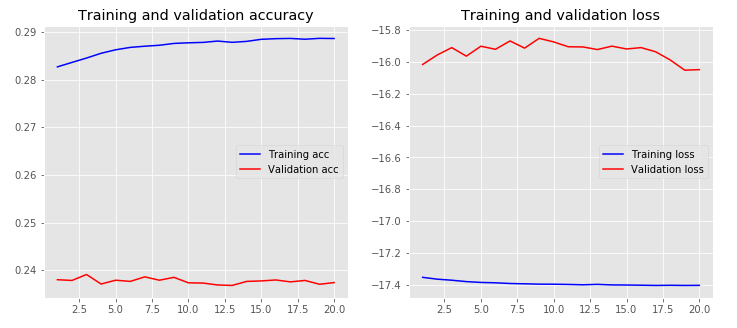 Training and validation accuracy
0.29
0.28
0.27
0.26
0.25
0.24
2.5 5.0 7.5 10.0 12.5 15.0 17.5 20.0
Training acc
Validation acc
Training and validation loss
−15.8
−16.0
−16.2
−16.4
−16.6
−16.8
−17.0
−17.2
−17.4
2.5 5.0 7.5 10.0 12.5 15.0 17.5 20.0
Training loss
Validation loss